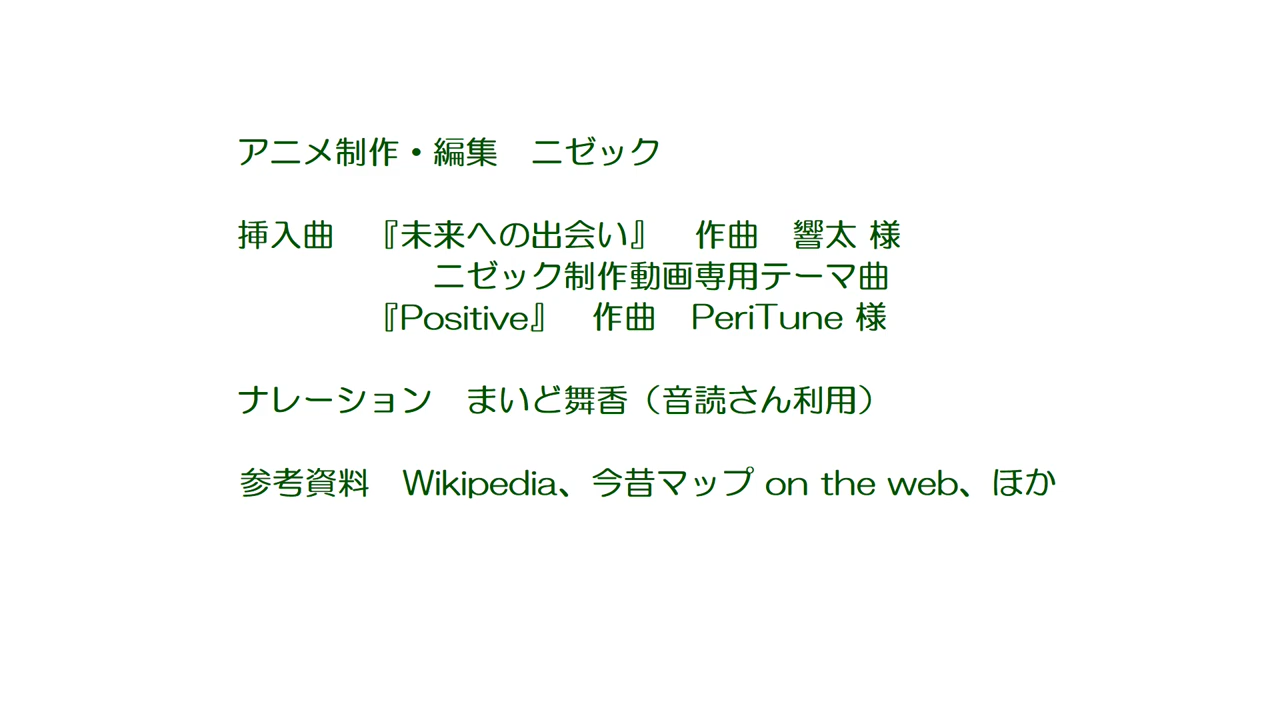 アニメ制作・編集　ニゼック
挿入曲　『未来への出会い』　作曲　響太 様
ニゼック制作動画専用テーマ曲
『Positive』　作曲　PeriTune 様
ナレーション　まいど舞香（音読さん利用）
参考資料　Wikipedia、今昔マップ on the web、ほか